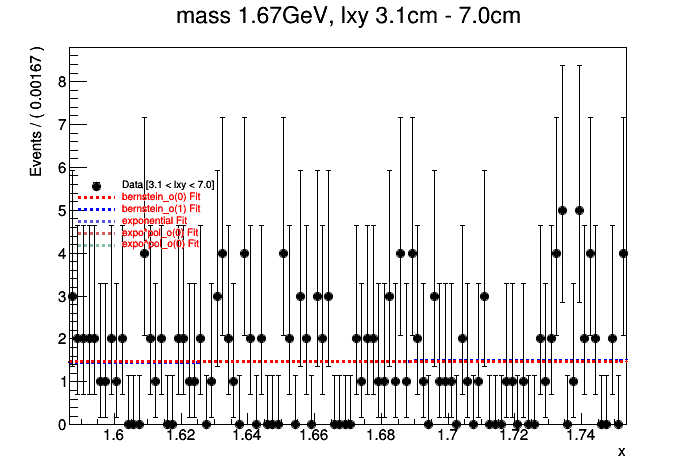 mass 1.67GeV, lxy 3.1cm - 7.0cm
Events / ( 0.00167 )
8
7
6
5
4
3
2
1
0
Data [3.1 < lxy < 7.0]
bernstein_o(0) Fit
bernstein_o(1) Fit
exponential Fit
expo*pol_o(0) Fit
expo*pol_o(0) Fit
1.6 1.62 1.64 1.66 1.68 1.7 1.72 1.74
x